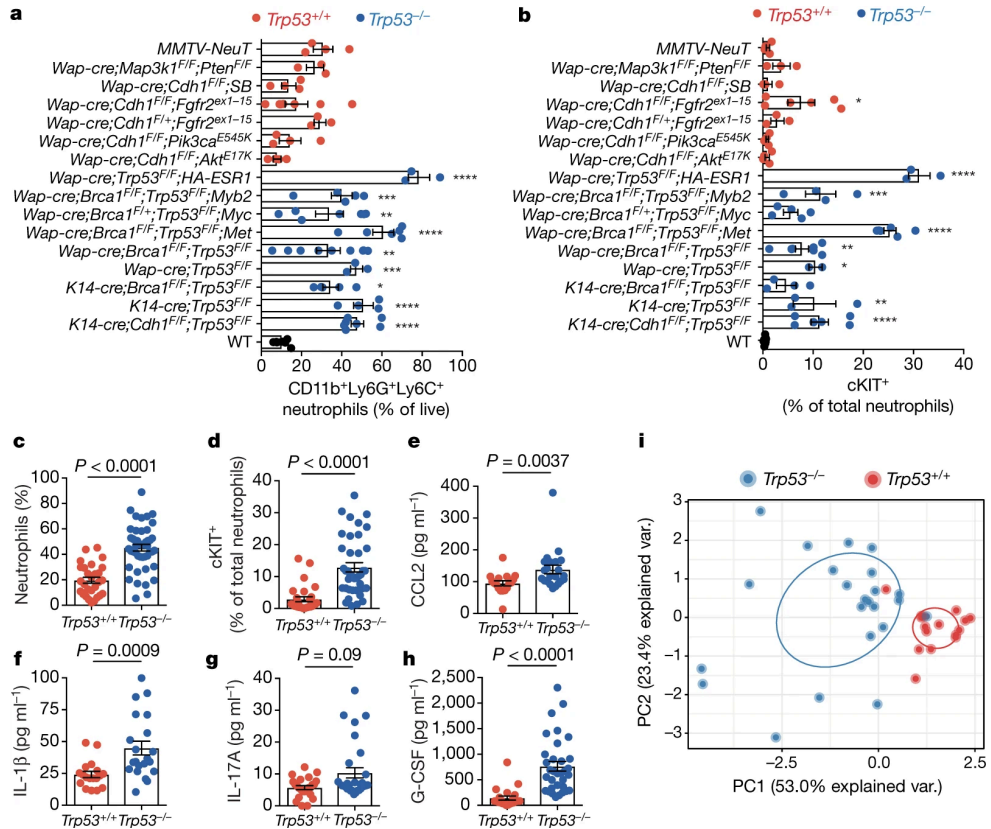 a
Trp53+/+ Trp53–/–
MMTV-NeuT
Wap-cre;Map3k1F/F;PtenF/F
Wap-cre;Cdh1F/F;SB
Wap-cre;Cdh1F/F;Fgfr2ex1–15
Wap-cre;Cdh1F/+;Fgfr2ex1–15
Wap-cre;Cdh1F/F;Pik3caE545K
Wap-cre;Cdh1F/F;AktE17K
Wap-cre;Trp53F/F;HA-ESR1 ****
Wap-cre;Brca1F/F;Trp53F/F;Myb2 ***
Wap-cre;Brca1F/+;Trp53F/F;Myc **
Wap-cre;Brca1F/F;Trp53F/F;Met ****
Wap-cre;Brca1F/F;Trp53F/F **
Wap-cre;Trp53F/F ***
K14-cre;Brca1F/F;Trp53F/F *
K14-cre;Trp53F/F ****
K14-cre;Cdh1F/F;Trp53F/F ****
WT
0 20 40 60 80 100
CD11b+Ly6G+Ly6C+
neutrophils (% of live)
b
Trp53+/+ Trp53–/–
MMTV-NeuT
Wap-cre;Map3k1F/F;PtenF/F
Wap-cre;Cdh1F/F;SB
Wap-cre;Cdh1F/F;Fgfr2ex1–15 *
Wap-cre;Cdh1F/+;Fgfr2ex1–15
Wap-cre;Cdh1F/F;Pik3caE545K
Wap-cre;Cdh1F/F;AktE17K
Wap-cre;Trp53F/F;HA-ESR1 ****
Wap-cre;Brca1F/F;Trp53F/F;Myb2 ***
Wap-cre;Brca1F/+;Trp53F/F;Myc
Wap-cre;Brca1F/F;Trp53F/F;Met ****
Wap-cre;Brca1F/F;Trp53F/F **
Wap-cre;Trp53F/F *
K14-cre;Brca1F/F;Trp53F/F
K14-cre;Trp53F/F **
K14-cre;Cdh1F/F;Trp53F/F ****
WT
0 10 20 30 40
cKIT+
(% of total neutrophils)
c
P < 0.0001
Neutrophils (%)
100
80
60
40
20
0
Trp53+/+ Trp53–/–
d
P < 0.0001
cKIT+
(% of total neutrophils)
40
30
20
10
0
Trp53+/+ Trp53–/–
e
P = 0.0037
CCL2 (pg ml–1)
400
300
200
100
0
Trp53+/+ Trp53–/–
f
P = 0.0009
IL-1β (pg ml–1)
100
75
50
25
0
Trp53+/+ Trp53–/–
g
P = 0.09
IL-17A (pg ml–1)
40
30
20
10
0
Trp53+/+ Trp53–/–
h
P < 0.0001
G-CSF (pg ml–1)
2,500
2,000
1,500
1,000
500
0
Trp53+/+ Trp53–/–
i
Trp53–/– Trp53+/+
PC2 (23.4% explained var.)
3
2
1
0
–1
–2
–3
–2.5 0.0 2.5
PC1 (53.0% explained var.)